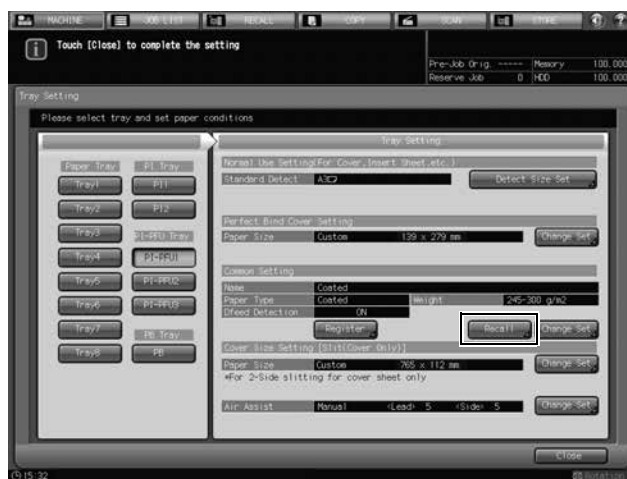 MACHINE JOB LIST RECALL COPY SCAN STORE
Touch [Close] to complete the setting
Pre-Job Orig. ----- Memory 100.000
Reserve Job 0 HDD 100.000
Tray Setting
Please select tray and set paper conditions
Paper Tray PI Tray
Tray1 PI1
Tray2 PI2
Tray3 PI-PFU Tray
Tray4 PI-PFU1
Tray5 PI-PFU2
Tray6 PI-PFU3
Tray7 PB Tray
Tray8 PB
Tray Setting
Normal Use Setting(For Cover,Insert Sheet,etc.)
Standard Detect A3 Detect Size Set
Perfect Bind Cover Setting
Paper Size Custom 139 x 279 mm Change Set
Common Setting
Name Coated
Paper Type Coated Weight 245-300 g/m2
Dfeed Detection ON
Register Recall Change Set
Cover Size Setting [Slit(Cover Only)]
Paper Size Custom 765 x 112 mm Change Set
*For 2-Side slitting for cover sheet only
Air Assist Manual <Lead> 5 <Side> 5 Change Set
Close
15:32 Rotation